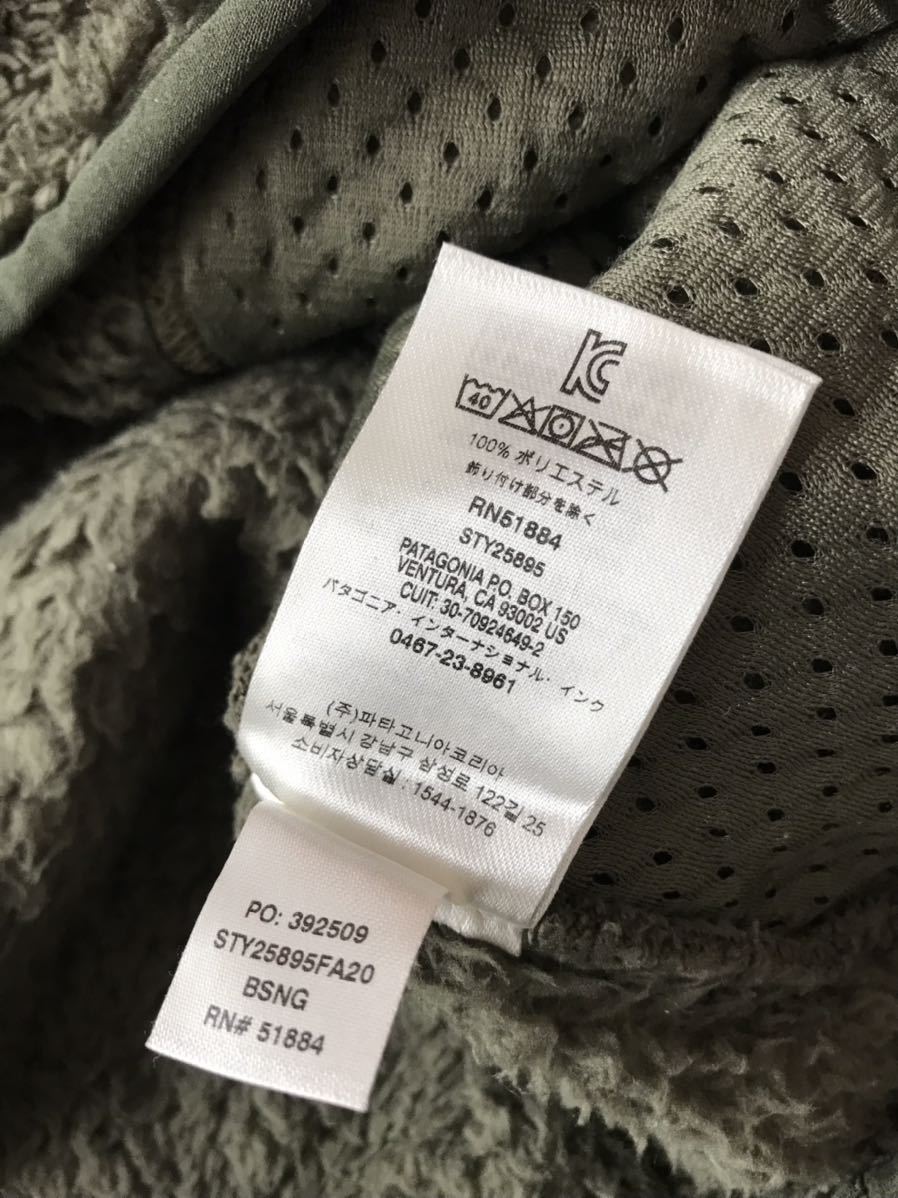 KC
40
100% ポリエステル
飾り付け部分を除く
RN51884
STY25895
PATAGONIA P.O. BOX 150
VENTURA, CA 93002 US
CUIT: 30-70924649-2
パタゴニア・インターナショナル・インク
0467-23-8961
(주)파타고니아코리아
서울특별시 강남구 삼성로 122길 25
소비자상담실 : 1544-1876
PO: 392509
STY25895FA20
BSNG
RN# 51884